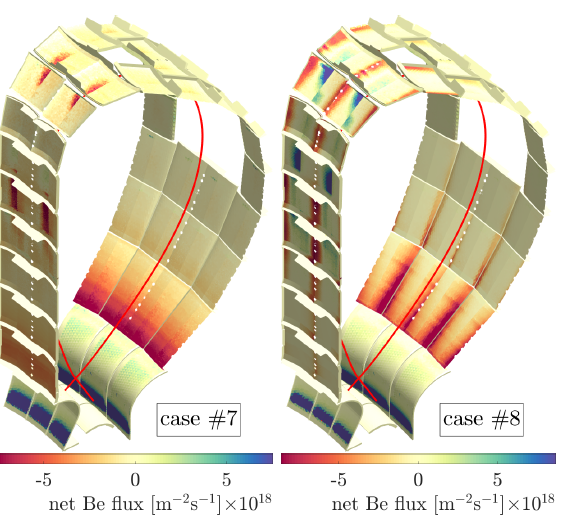 case #7
case #8
-5 0 5
-5 0 5
net Be flux [m⁻²s⁻¹]×10¹⁸
net Be flux [m⁻²s⁻¹]×10¹⁸